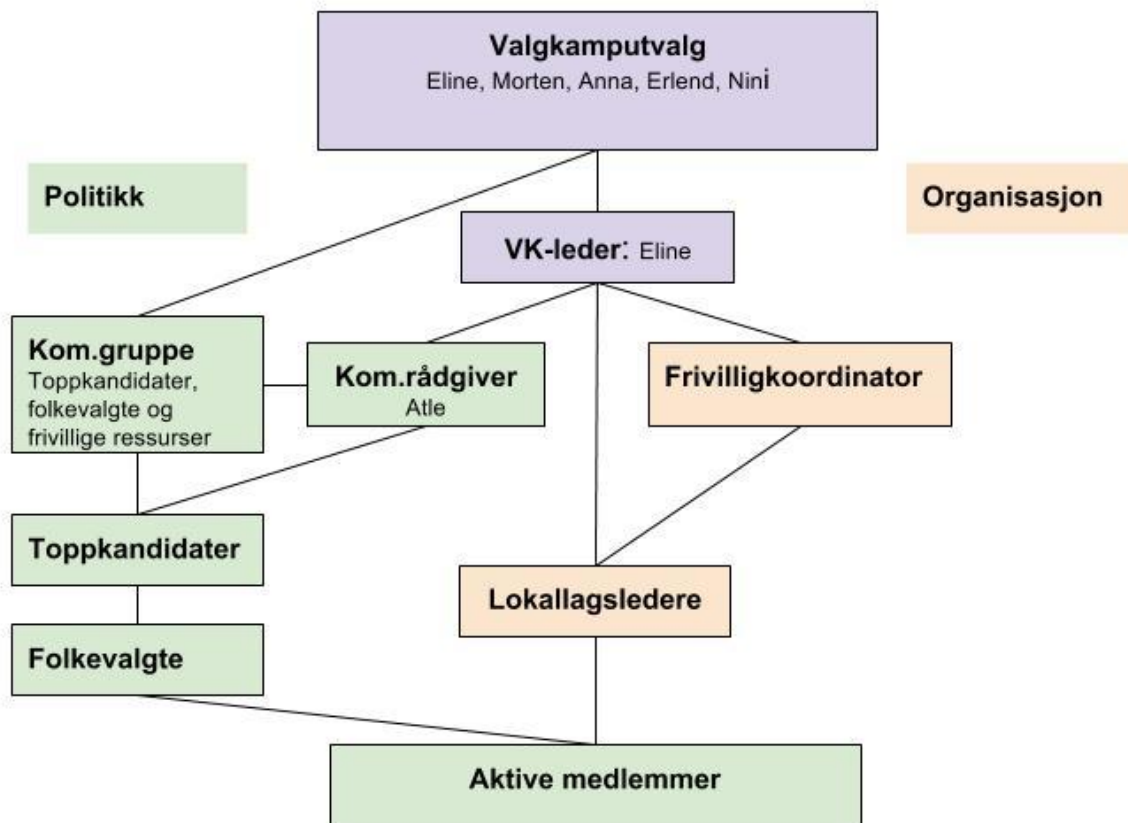 Valgkamputvalg
Eline, Morten, Anna, Erlend, Nini
Politikk
Organisasjon
VK-leder: Eline
Kom.gruppe
Toppkandidater,
folkevalgte og
frivillige ressurser
Kom.rådgiver
Atle
Frivilligkoordinator
Toppkandidater
Lokallagsledere
Folkevalgte
Aktive medlemmer